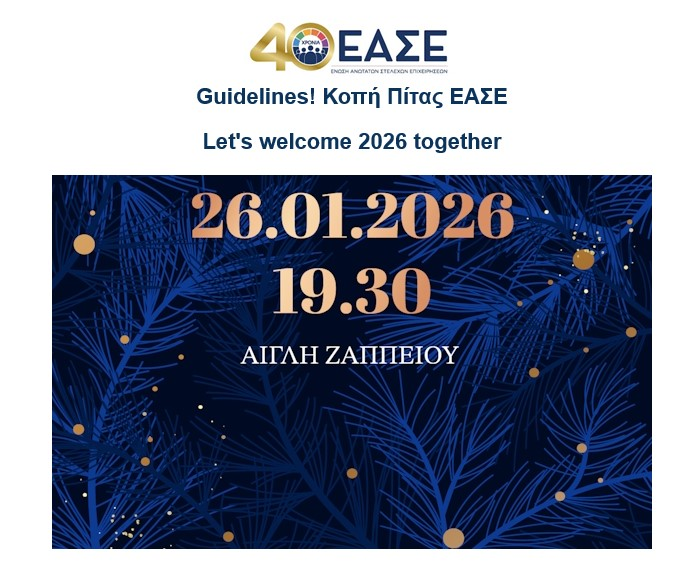 40 ΧΡΟΝΙΑ ΕΑΣΕ
ΕΝΩΣΗ ΑΝΩΤΑΤΩΝ ΣΤΕΛΕΧΩΝ ΕΠΙΧΕΙΡΗΣΕΩΝ
Guidelines! Κοπή Πίτας ΕΑΣΕ
Let's welcome 2026 together
26.01.2026
19.30
ΑΙΓΛΗ ΖΑΠΠΕΙΟΥ